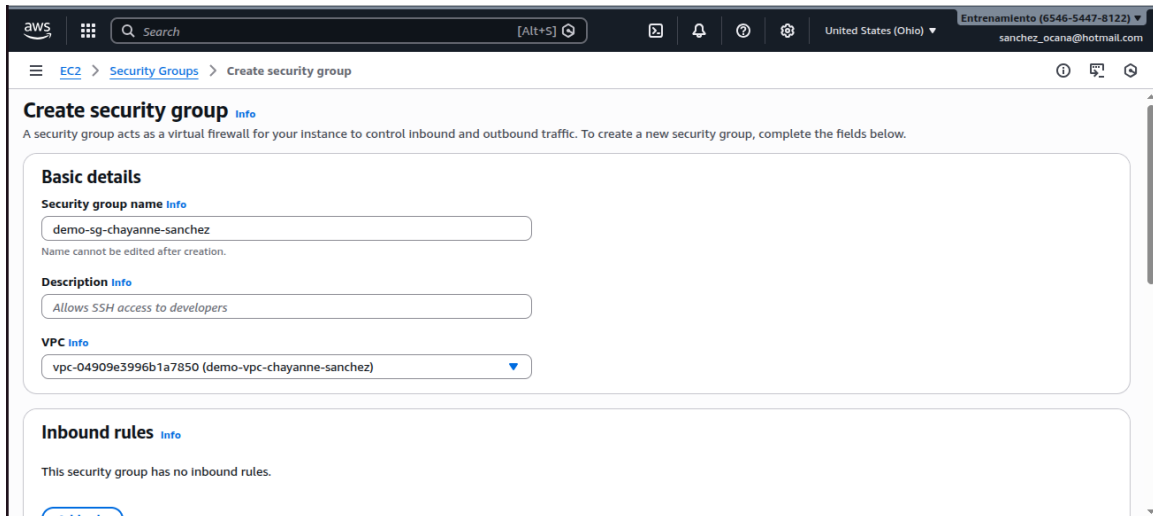 aws
Search [Alt+S] United States (Ohio) Entrenamiento (6546-5447-8122)
sanchez_ocana@hotmail.com
EC2 > Security Groups > Create security group
Create security group Info
A security group acts as a virtual firewall for your instance to control inbound and outbound traffic. To create a new security group, complete the fields below.
Basic details
Security group name Info
demo-sg-chayanne-sanchez
Name cannot be edited after creation.
Description Info
Allows SSH access to developers
VPC Info
vpc-04909e3996b1a7850 (demo-vpc-chayanne-sanchez)
Inbound rules Info
This security group has no inbound rules.